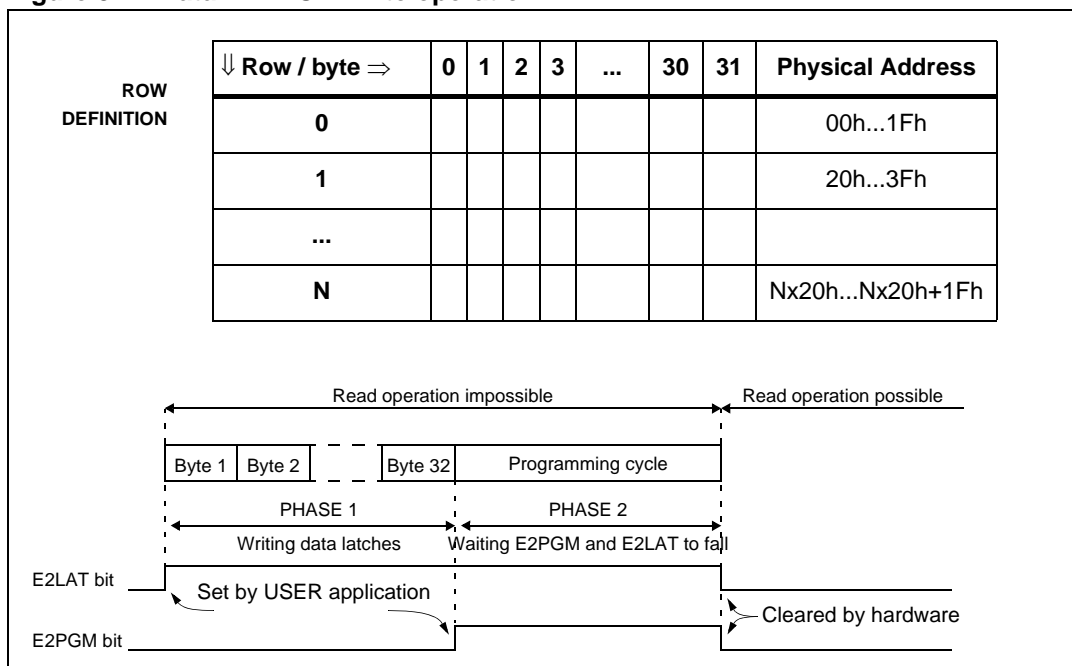 ⇓ Row / byte ⇒ 0 1 2 3 ... 30 31 Physical Address
ROW
DEFINITION
0 00h...1Fh
1 20h...3Fh
...
N Nx20h...Nx20h+1Fh
Read operation impossible Read operation possible
Byte 1 Byte 2 Byte 32 Programming cycle
PHASE 1 PHASE 2
Writing data latches Waiting E2PGM and E2LAT to fall
E2LAT bit
Set by USER application
Cleared by hardware
E2PGM bit